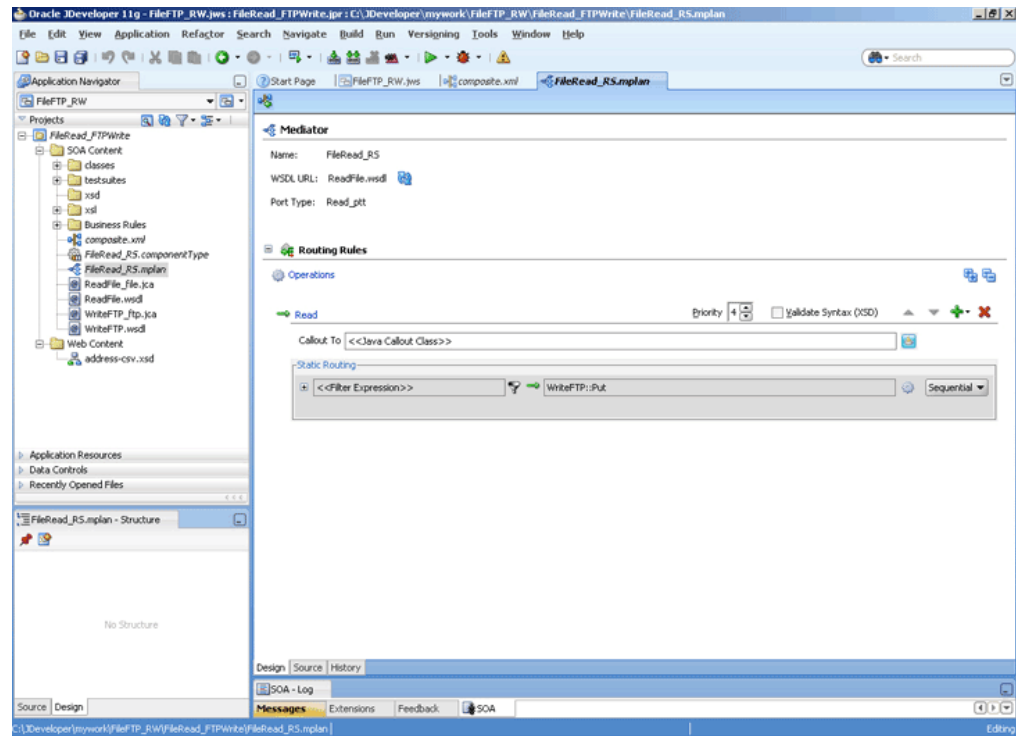 Oracle JDeveloper 11g - FileFTP_RW.jws : FileRead_FTPWrite.jpr : C:\JDeveloper\mywork\FileFTP_RW\FileRead_FTPWrite\FileRead_RS.mplan
File Edit View Application Refactor Search Navigate Build Run Versioning Tools Window Help
Search
Application Navigator
FileFTP_RW
Projects
FileRead_FTPWrite
SOA Content
classes
testsuites
xsd
xsl
Business Rules
composite.xml
FileRead_RS.componentType
FileRead_RS.mplan
ReadFile_file.jca
ReadFile.wsdl
WriteFTP_ftp.jca
WriteFTP.wsdl
Web Content
address-csv.xsd
Application Resources
Data Controls
Recently Opened Files
FileRead_RS.mplan - Structure
No Structure
Source Design
Start Page FileFTP_RW.jws composite.xml FileRead_RS.mplan
Mediator
Name: FileRead_RS
WSDL URL: ReadFile.wsdl
Port Type: Read_ptt
Routing Rules
Operations
Read Priority 4 Validate Syntax (XSD)
Callout To <<Java Callout Class>>
Static Routing
<<Filter Expression>> WriteFTP::Put Sequential
Design Source History
SOA - Log
Messages Extensions Feedback SOA
C:\JDeveloper\mywork\FileFTP_RW\FileRead_FTPWrite\FileRead_RS.mplan Editing